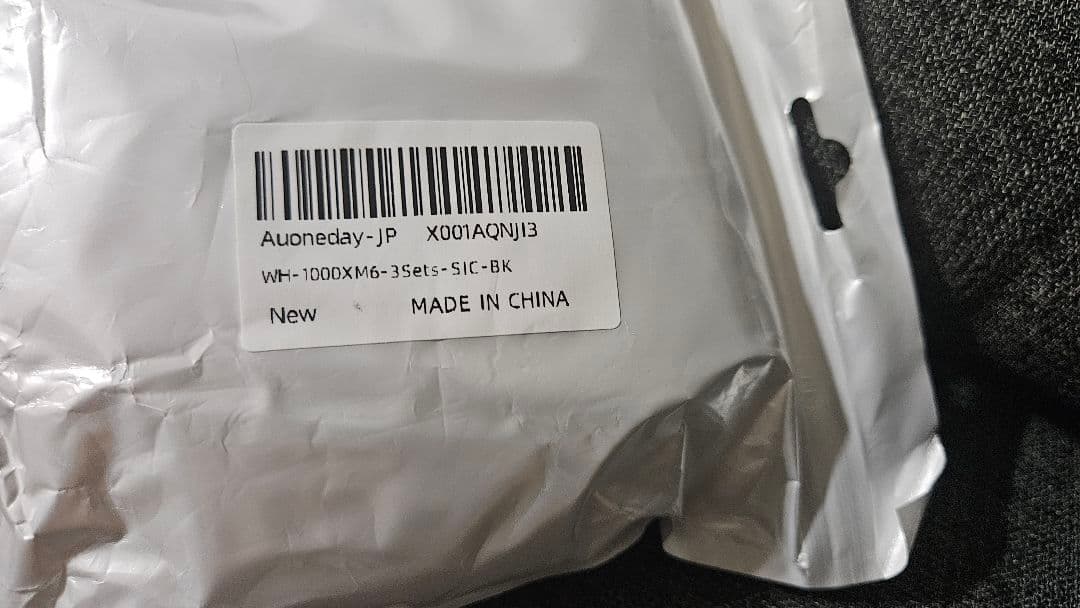 Auoneday-JP X001AQNJI3
WH-1000XM6-3Sets-SIC-BK
New MADE IN CHINA